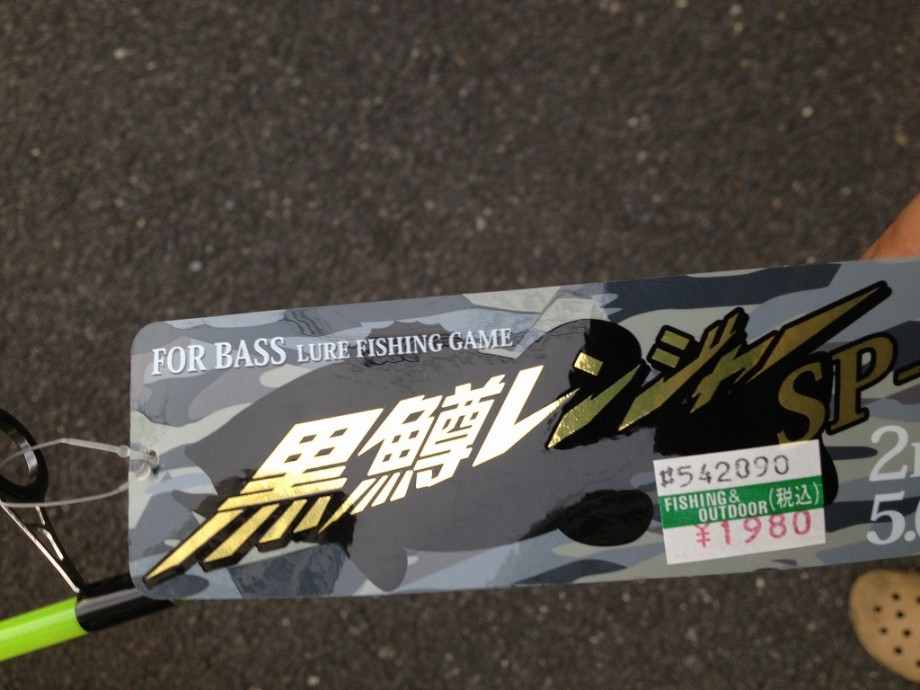 FOR BASS LURE FISHING GAME
黒鱒レンジャー SP-
2
5.
#542090
FISHING &
OUTDOOR (税込)
¥1980